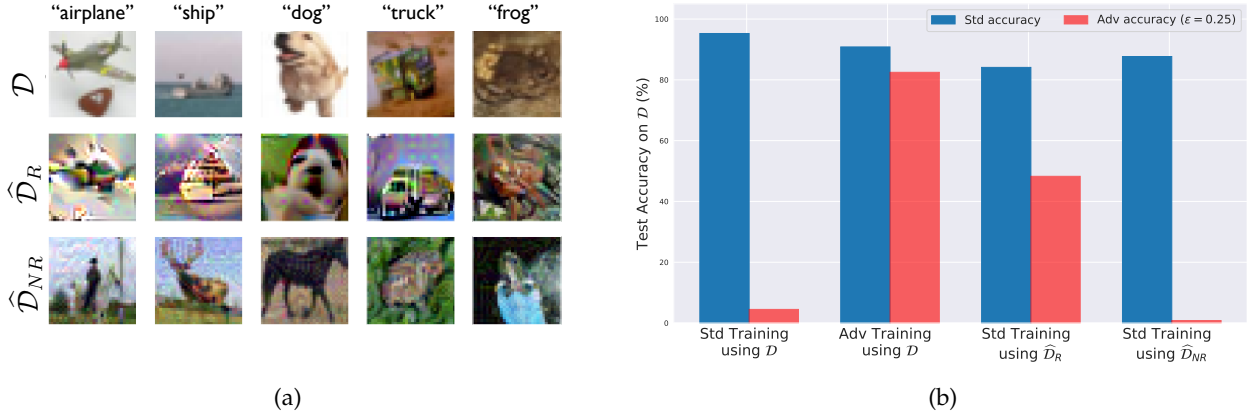 “airplane” “ship” “dog” “truck” “frog”
𝒟
𝒟̂_R
𝒟̂_NR
(a)
100
80
60
40
20
0
Test Accuracy on 𝒟 (%)
Std accuracy Adv accuracy (ε = 0.25)
Std Training using 𝒟
Adv Training using 𝒟
Std Training using 𝒟̂_R
Std Training using 𝒟̂_NR
(b)